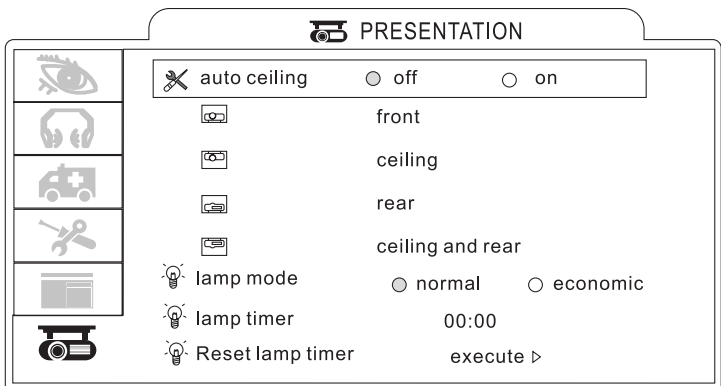 PRESENTATION
auto ceiling off on
front
ceiling
rear
ceiling and rear
lamp mode normal economic
lamp timer 00:00
Reset lamp timer execute